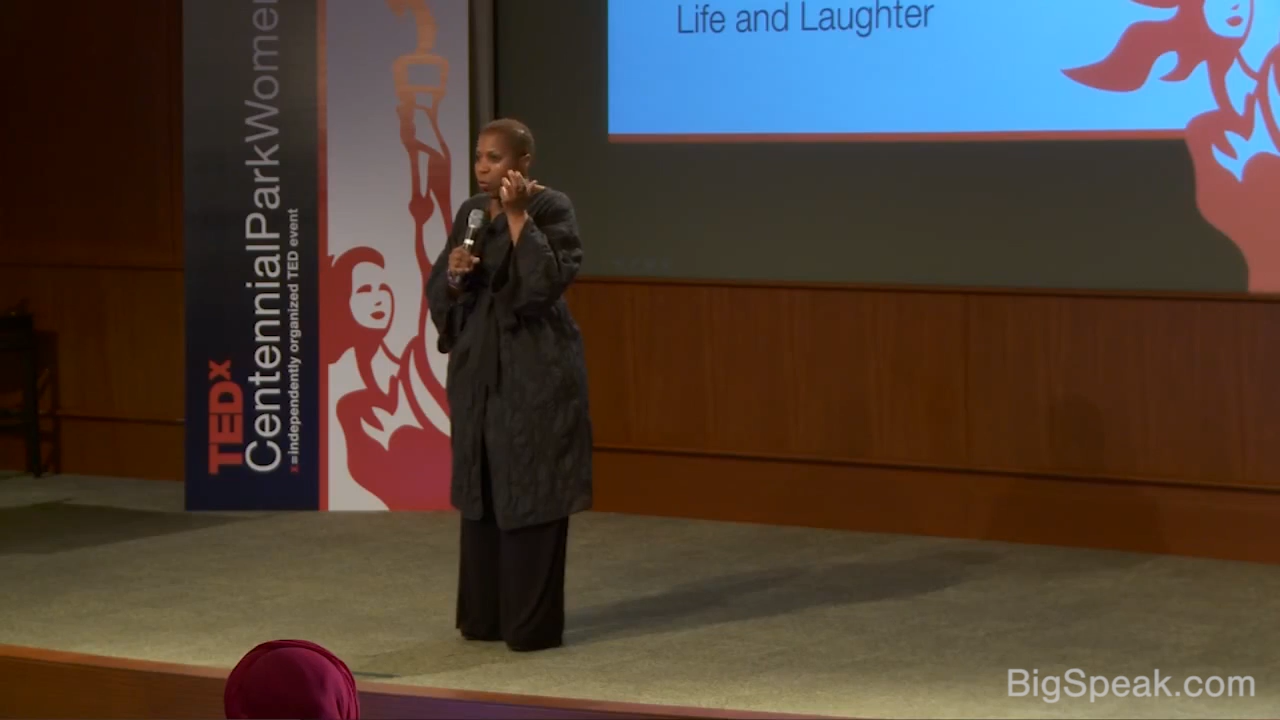 Life and Laughter
TEDx
CentennialParkWomen
x=independently organized TED event
BigSpeak.com